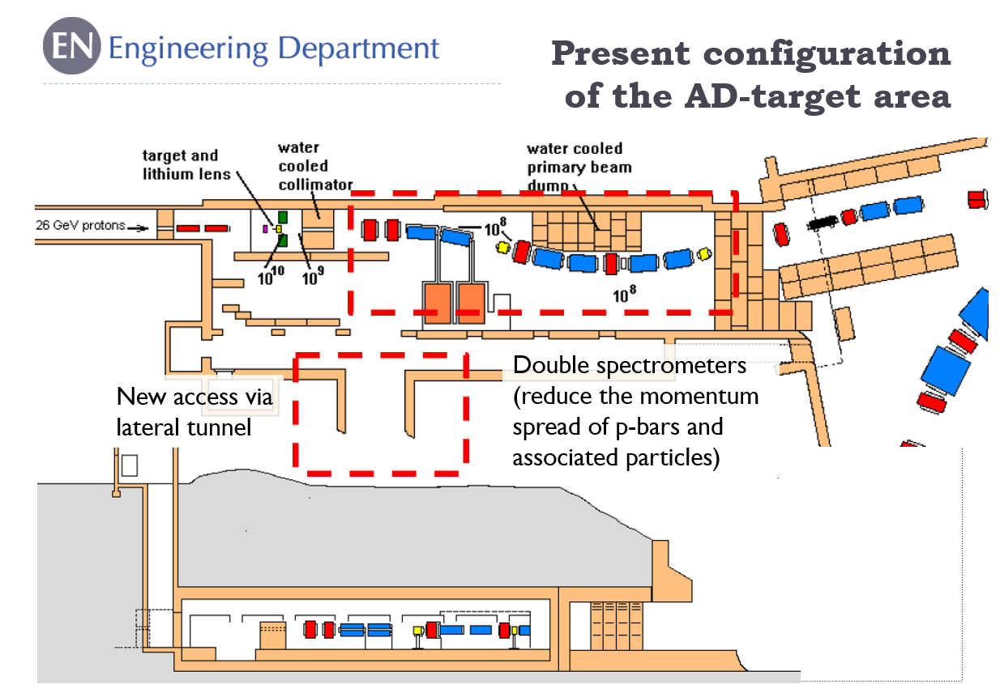 EN Engineering Department
Present configuration
of the AD-target area
target and
lithium lens
water
cooled
collimator
water cooled
primary beam
dump
26 GeV protons
10^8
10^10
10^9
10^8
New access via
lateral tunnel
Double spectrometers
(reduce the momentum
spread of p-bars and
associated particles)